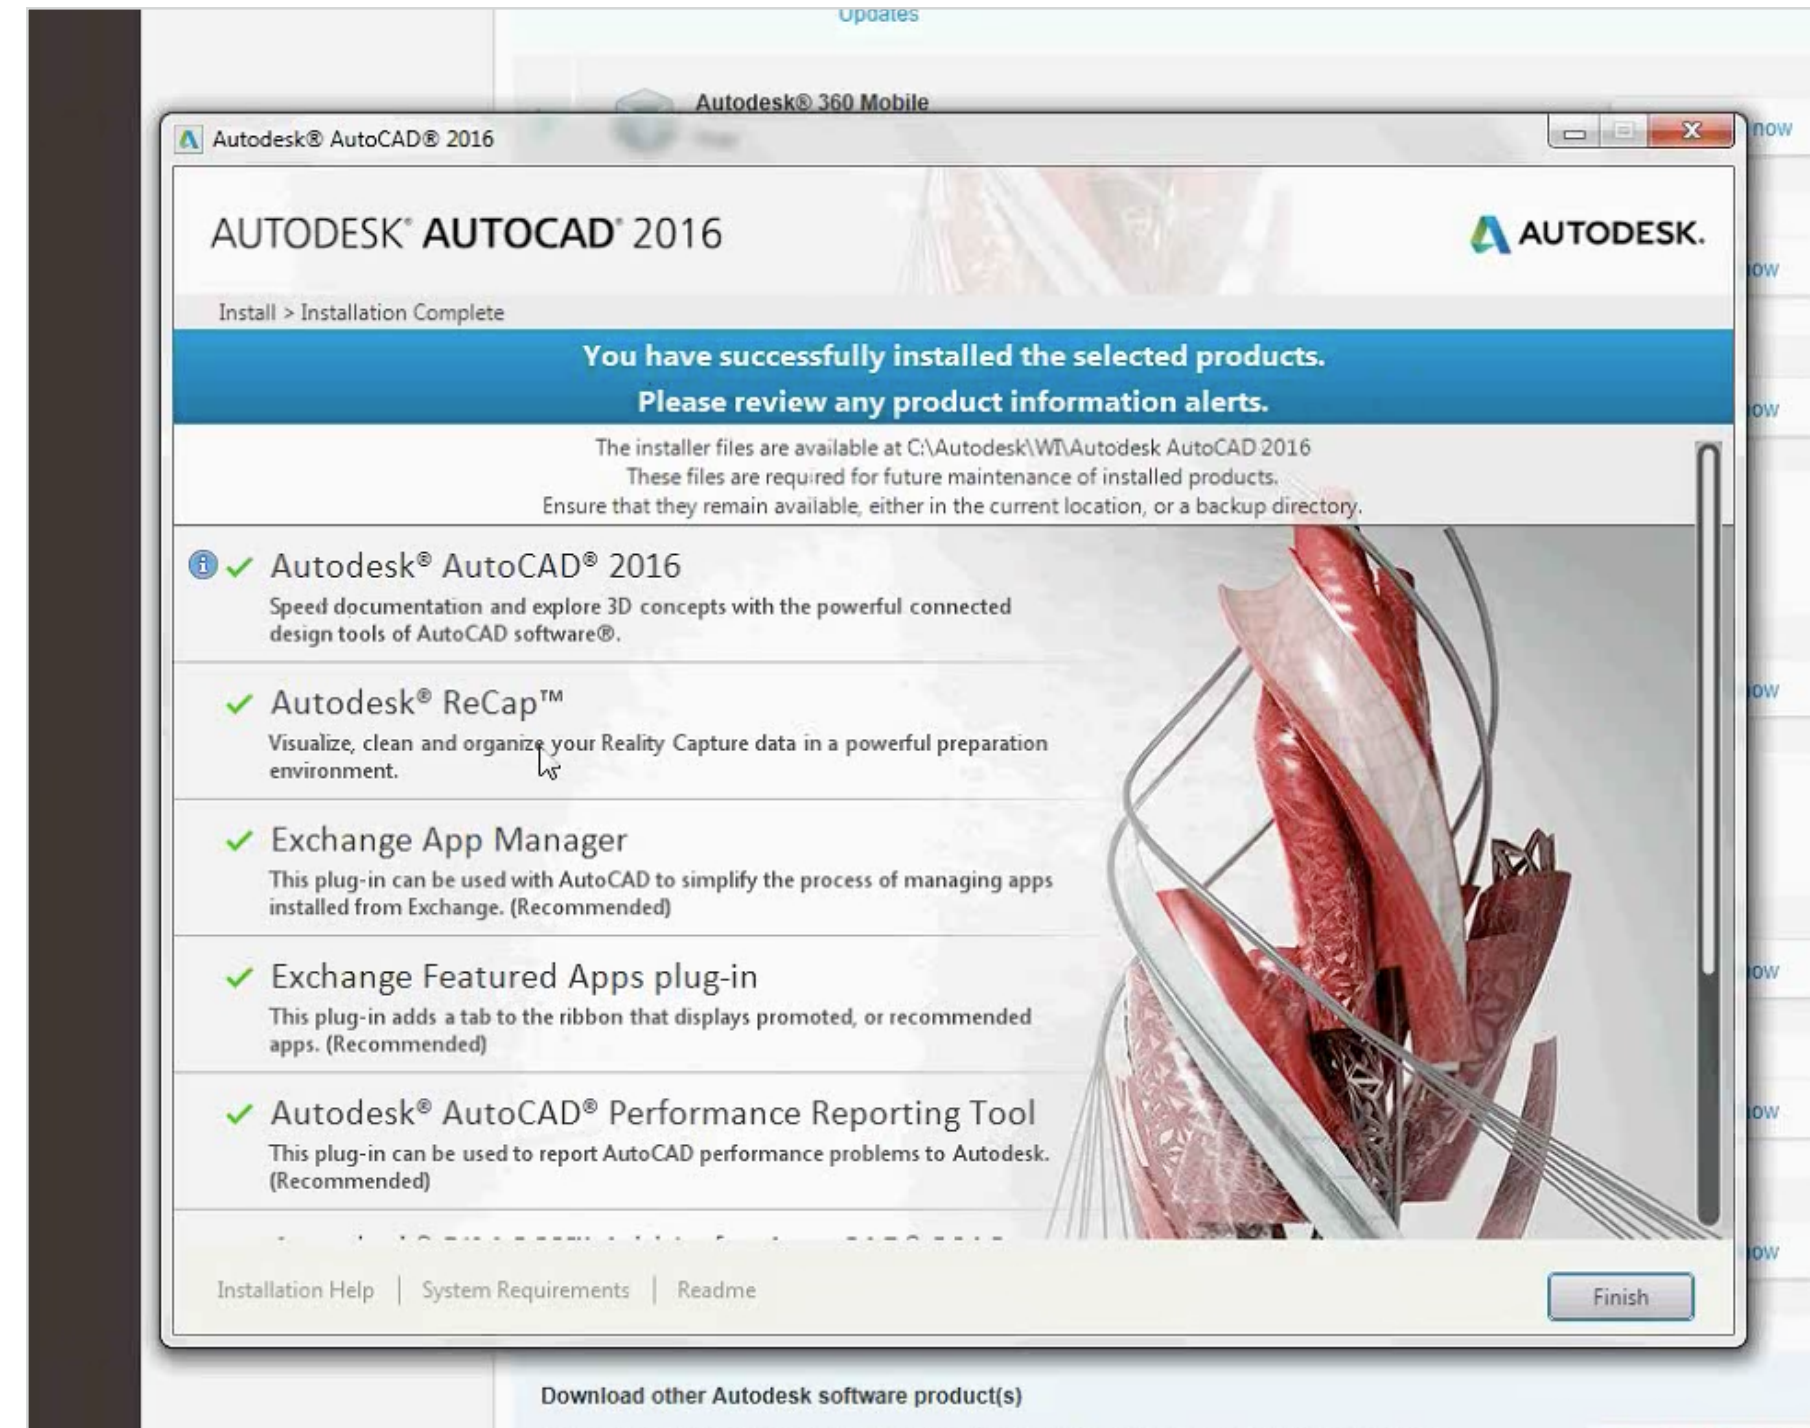 Updates
Autodesk® 360 Mobile
now
Autodesk® AutoCAD® 2016
AUTODESK® AUTOCAD® 2016
AUTODESK.
Install > Installation Complete
You have successfully installed the selected products.
Please review any product information alerts.
The installer files are available at C:\Autodesk\WI\Autodesk AutoCAD 2016
These files are required for future maintenance of installed products.
Ensure that they remain available, either in the current location, or a backup directory.
Autodesk® AutoCAD® 2016
Speed documentation and explore 3D concepts with the powerful connected
design tools of AutoCAD software®.
Autodesk® ReCap™
Visualize, clean and organize your Reality Capture data in a powerful preparation
environment.
Exchange App Manager
This plug-in can be used with AutoCAD to simplify the process of managing apps
installed from Exchange. (Recommended)
Exchange Featured Apps plug-in
This plug-in adds a tab to the ribbon that displays promoted, or recommended
apps. (Recommended)
Autodesk® AutoCAD® Performance Reporting Tool
This plug-in can be used to report AutoCAD performance problems to Autodesk.
(Recommended)
Installation Help | System Requirements | Readme
Finish
Download other Autodesk software product(s)